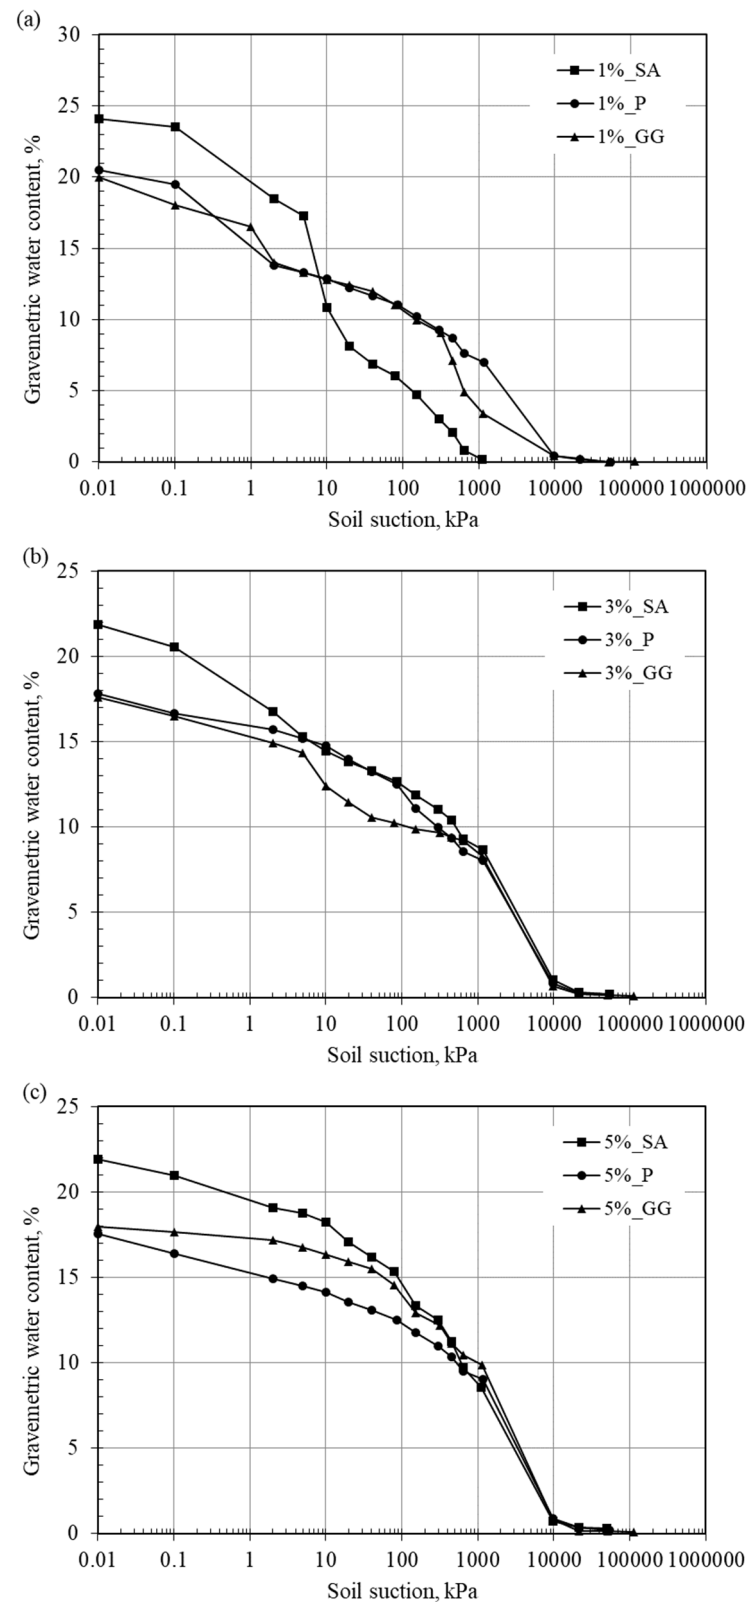 (a)
30
25
20
15
10
5
0
Gravemetric water content, %
1%_SA
1%_P
1%_GG
0.01 0.1 1 10 100 1000 10000 100000 1000000
Soil suction, kPa
(b)
25
20
15
10
5
0
Gravemetric water content, %
3%_SA
3%_P
3%_GG
0.01 0.1 1 10 100 1000 10000 100000 1000000
Soil suction, kPa
(c)
25
20
15
10
5
0
Gravemetric water content, %
5%_SA
5%_P
5%_GG
0.01 0.1 1 10 100 1000 10000 100000 1000000
Soil suction, kPa